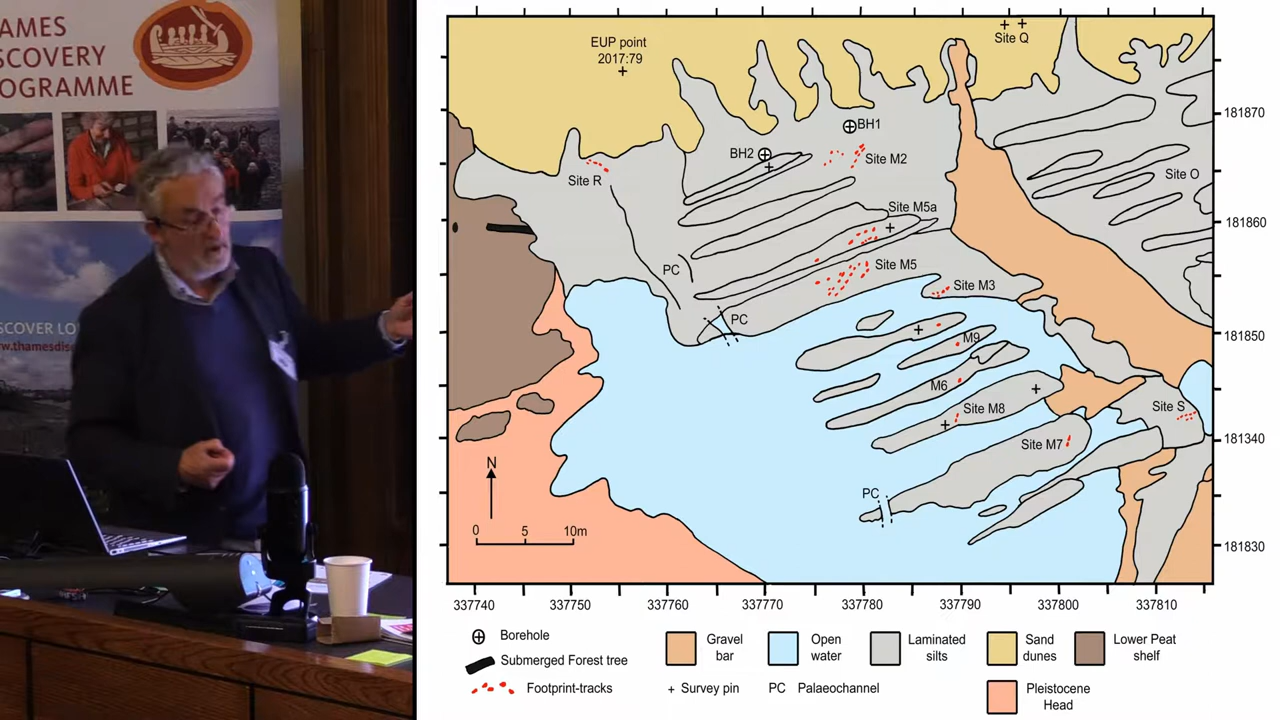 AMES
SCOVERY
OGRAMME
SCOVER LO
w.thamesdis
EUP point
2017:79
Site Q
BH1
BH2
Site M2
Site R
Site O
Site M5a
PC
Site M5
Site M3
PC
M9
M6
Site M8
Site S
Site M7
PC
N
0 5 10m
181870
181860
181850
181340
181830
337740 337750 337760 337770 337780 337790 337800 337810
Borehole
Submerged Forest tree
Footprint-tracks
+ Survey pin
PC Palaeochannel
Gravel
bar
Open
water
Laminated
silts
Sand
dunes
Lower Peat
shelf
Pleistocene
Head